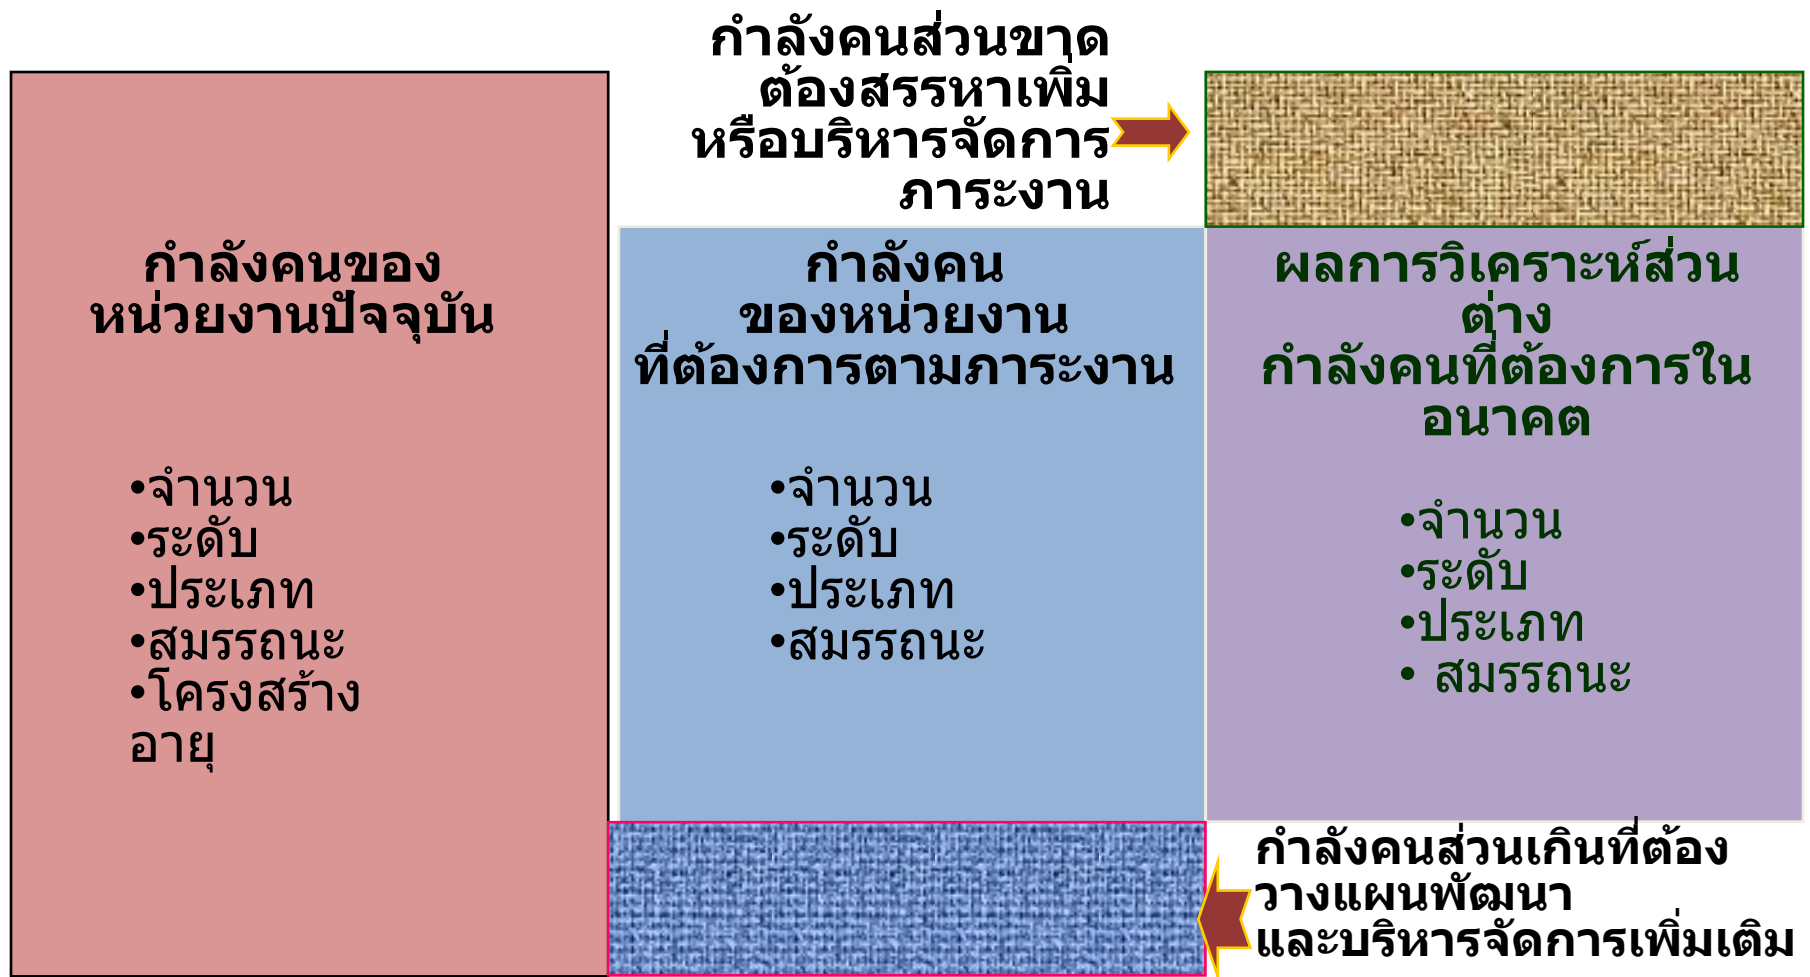 กำลังคนส่วนขาด
ต้องสรรหาเพิ่ม
หรือบริหารจัดการ
ภาระงาน
กำลังคนของ
หน่วยงานปัจจุบัน
•จำนวน
•ระดับ
•ประเภท
•สมรรถนะ
•โครงสร้าง
อายุ
กำลังคน
ของหน่วยงาน
ที่ต้องการตามภาระงาน
•จำนวน
•ระดับ
•ประเภท
•สมรรถนะ
ผลการวิเคราะห์ส่วน
ต่าง
กำลังคนที่ต้องการใน
อนาคต
•จำนวน
•ระดับ
•ประเภท
• สมรรถนะ
กำลังคนส่วนเกินที่ต้อง
วางแผนพัฒนา
และบริหารจัดการเพิ่มเติม